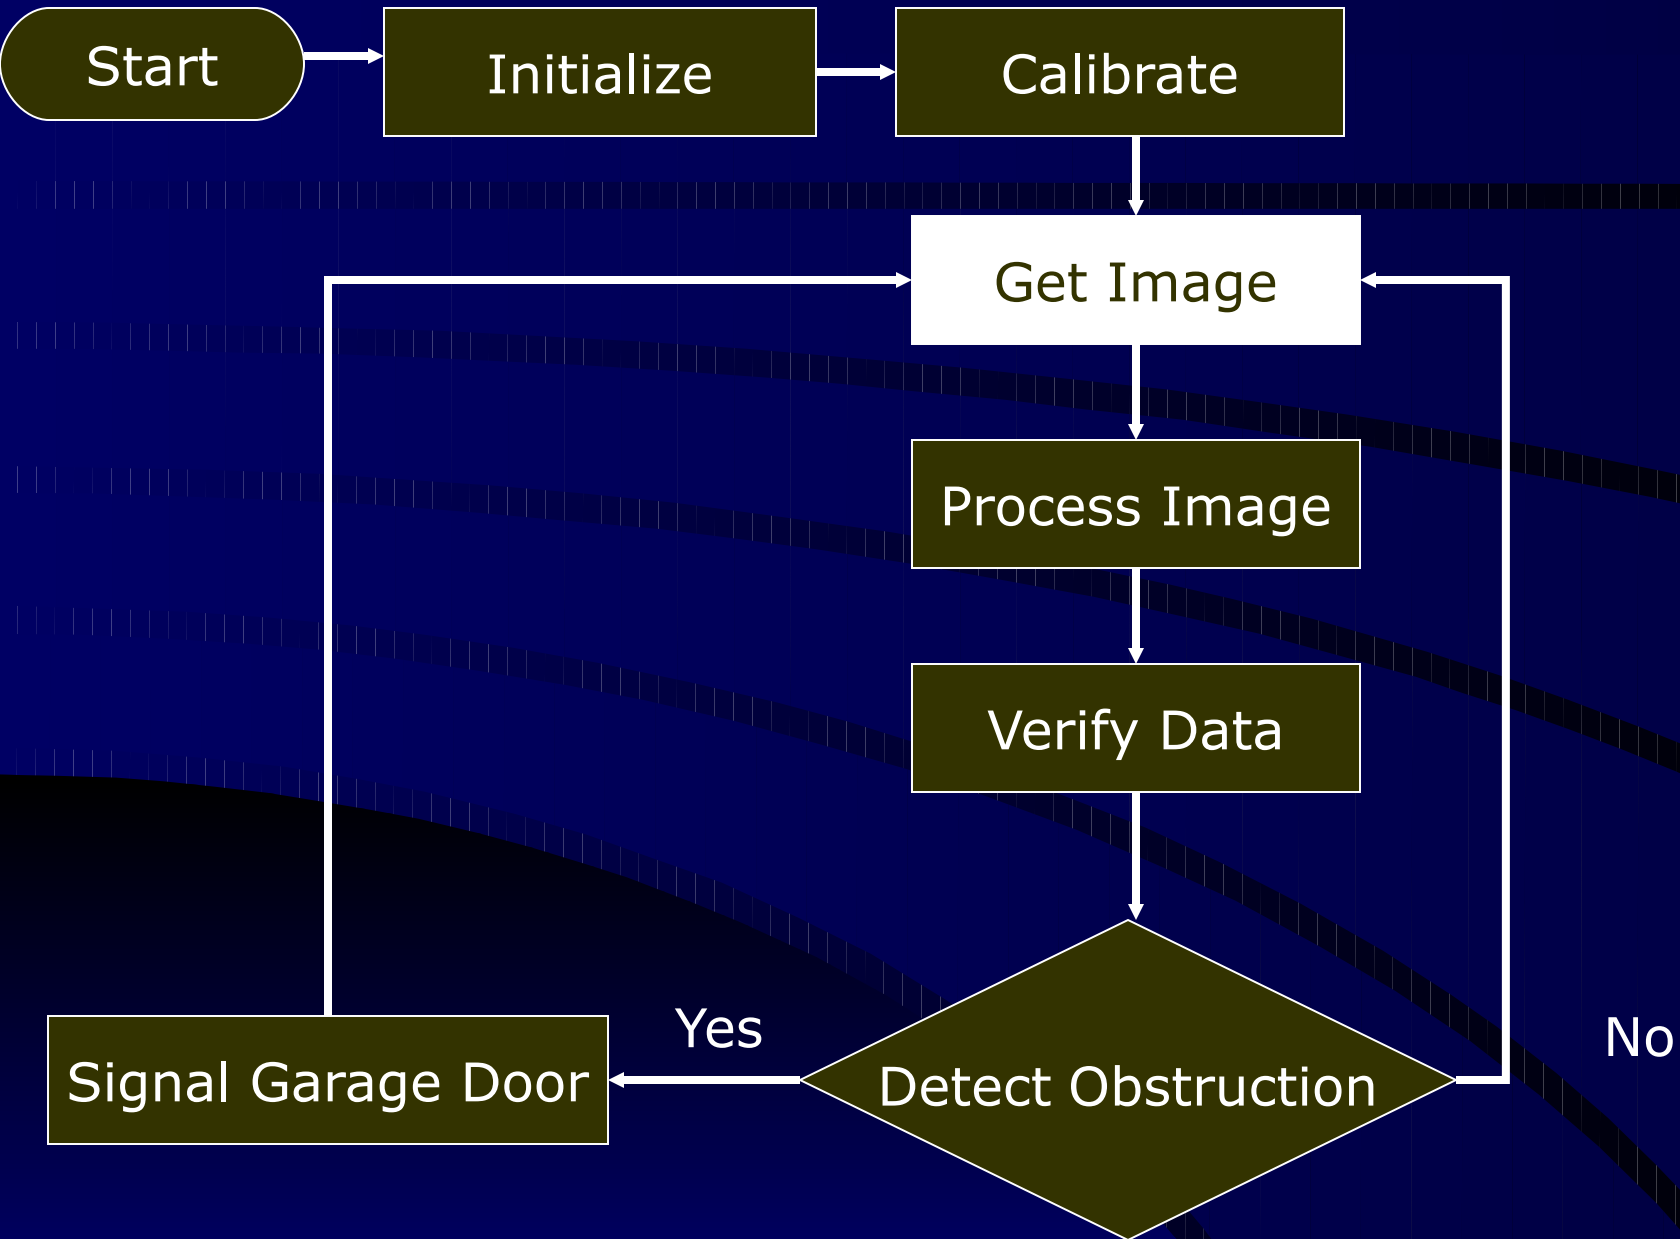 Start
Initialize
Calibrate
Get Image
Process Image
Verify Data
Yes
No
Signal Garage Door
Detect Obstruction